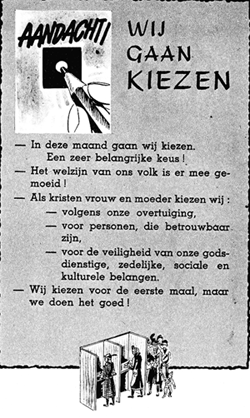 AANDACHT!
WIJ
GAAN
KIEZEN
— In deze maand gaan wij kiezen.
Een zeer belangrijke keus !
— Het welzijn van ons volk is er mee ge-
moeid !
— Als kristen vrouw en moeder kiezen wij :
— volgens onze overtuiging,
— voor personen, die betrouwbaar
zijn,
— voor de veiligheid van onze gods-
dienstige, zedelijke, sociale en
kulturele belangen.
— Wij kiezen voor de eerste maal, maar
we doen het goed !